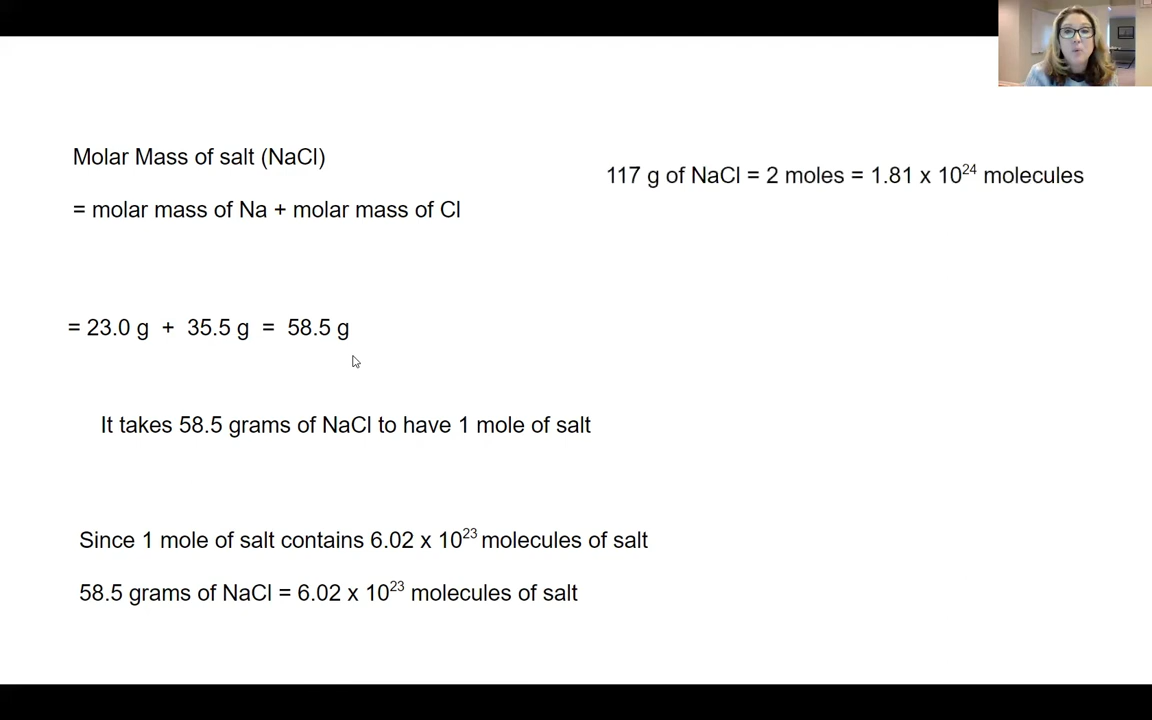 Molar Mass of salt (NaCl)
= molar mass of Na + molar mass of Cl
117 g of NaCl = 2 moles = 1.81 x 10²⁴ molecules
= 23.0 g + 35.5 g = 58.5 g
It takes 58.5 grams of NaCl to have 1 mole of salt
Since 1 mole of salt contains 6.02 x 10²³ molecules of salt
58.5 grams of NaCl = 6.02 x 10²³ molecules of salt